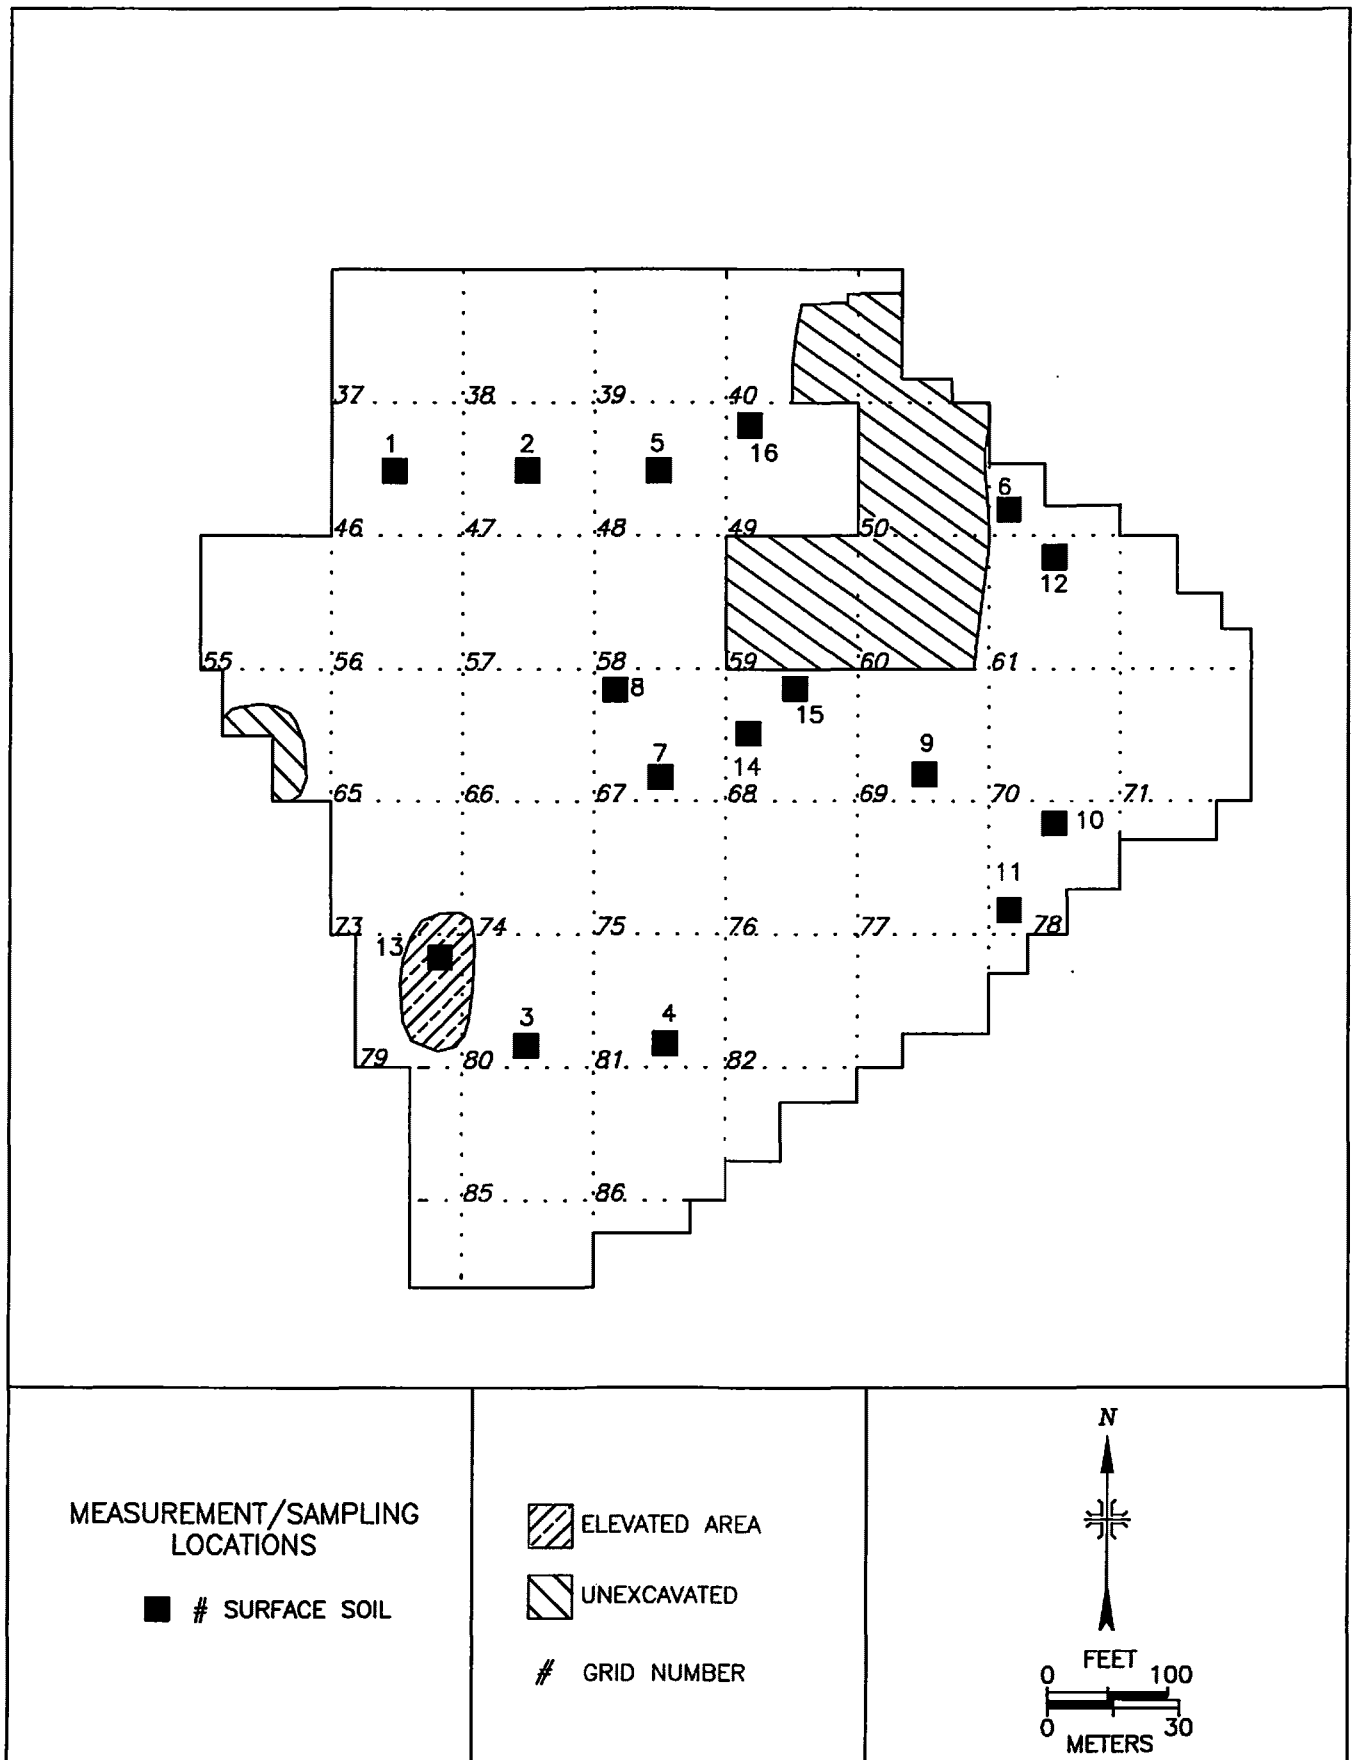 37 38 39 40
1 2 5 16
6
46 47 48 49 50
12
55 56 57 58 59 60 61
8 15
14 7 9
65 66 67 68 69 70 71
10
11
73 74 75 76 77 78
13
3 4
79 80 81 82
85 86
MEASUREMENT/SAMPLING
LOCATIONS
# SURFACE SOIL
ELEVATED AREA
UNEXCAVATED
# GRID NUMBER
N
FEET
0 100
0 30
METERS